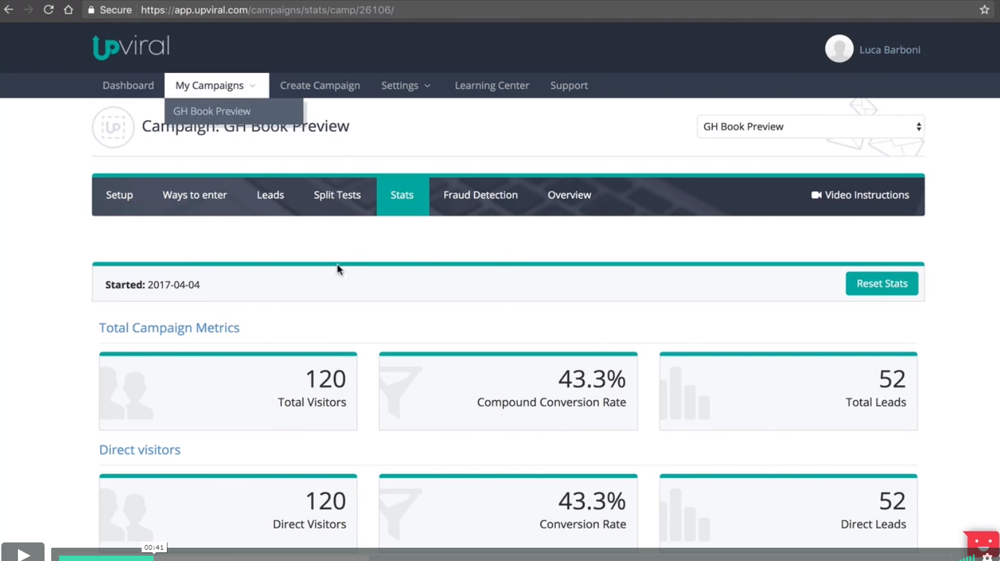 Secure https://app.upviral.com/campaigns/stats/camp/26106/
Upviral
Luca Barboni
Dashboard My Campaigns Create Campaign Settings Learning Center Support
GH Book Preview
UP
Campaign: GH Book Preview
GH Book Preview
Setup Ways to enter Leads Split Tests Stats Fraud Detection Overview Video Instructions
Started: 2017-04-04
Reset Stats
Total Campaign Metrics
120 43.3% 52
Total Visitors Compound Conversion Rate Total Leads
Direct visitors
120 43.3% 52
Direct Visitors Conversion Rate Direct Leads
00:41